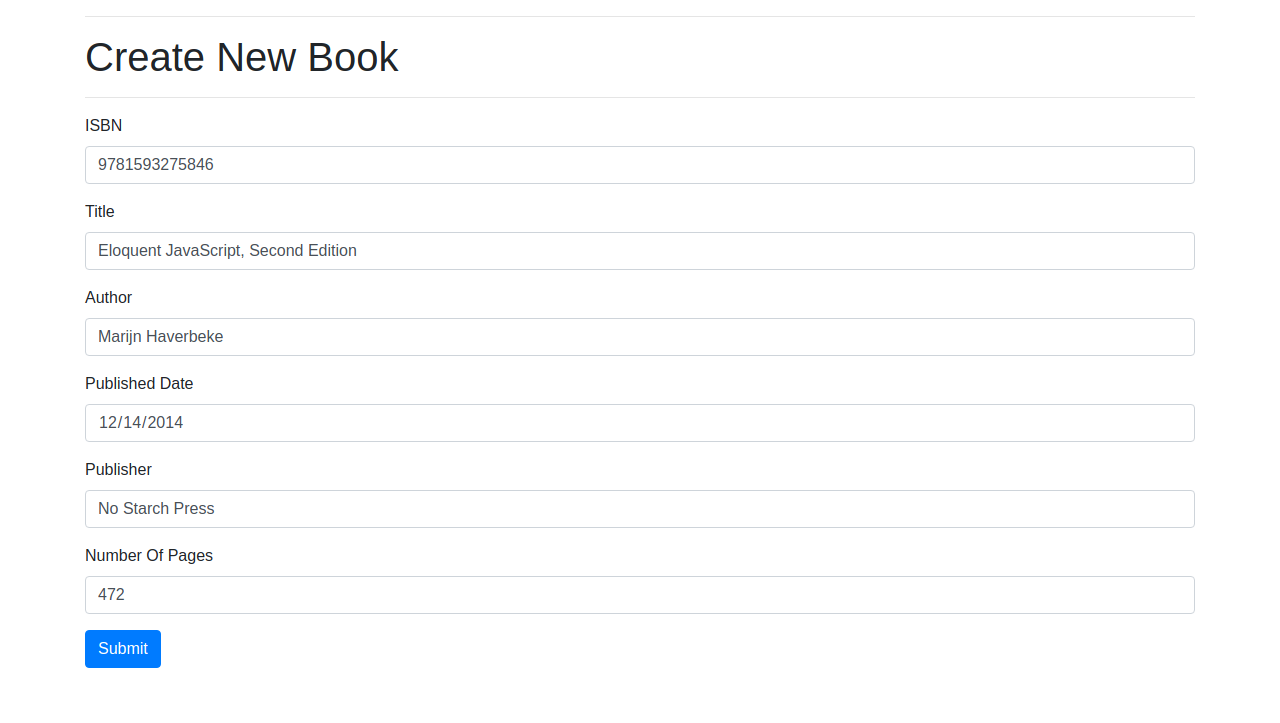 Create New Book
ISBN
9781593275846
Title
Eloquent JavaScript, Second Edition
Author
Marijn Haverbeke
Published Date
12/14/2014
Publisher
No Starch Press
Number Of Pages
472
Submit